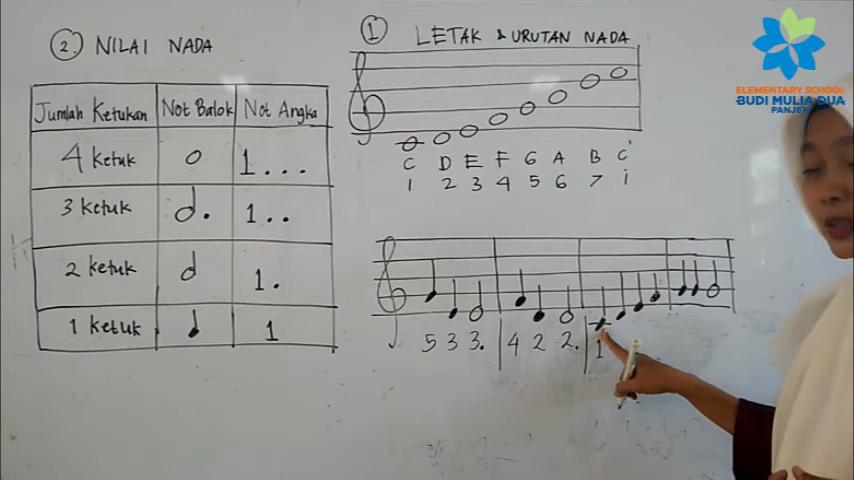 ② NILAI NADA
Jumlah Ketukan Not Balok Not Angka
4 ketuk 1...
3 ketuk 1..
2 ketuk 1.
1 ketuk 1
① LETAK & URUTAN NADA
C D E F G A B Ċ
1 2 3 4 5 6 7 i
5 3 3. | 4 2 2. | 1
ELEMENTARY SCHOOL
BUDI MULIA DUA
PANJEN